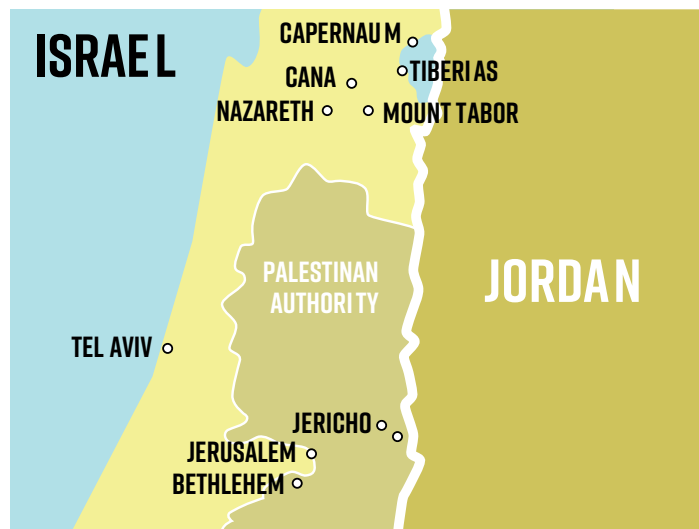 ISRAEL
CAPERNAUM
TIBERIAS
CANA
NAZARETH
MOUNT TABOR
PALESTINAN
AUTHORITY
JORDAN
TEL AVIV
JERICHO
JERUSALEM
BETHLEHEM